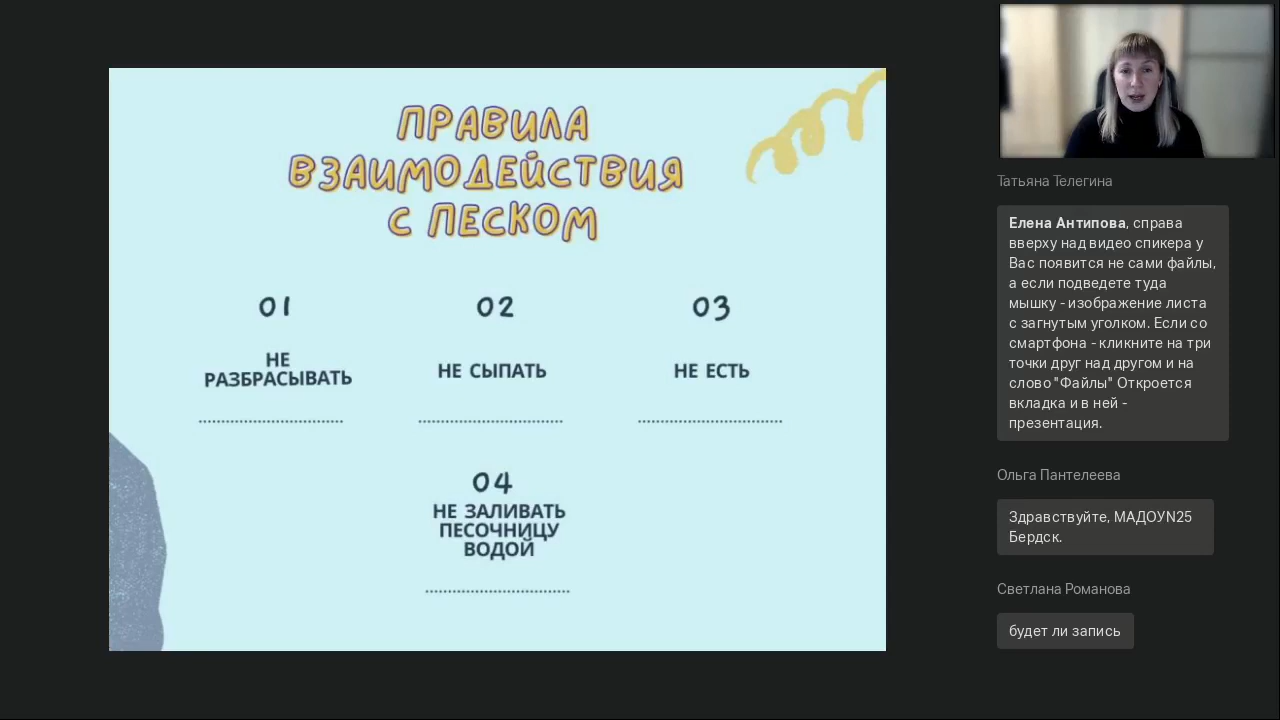 ПРАВИЛА
ВЗАИМОДЕЙСТВИЯ
С ПЕСКОМ
01
НЕ
РАЗБРАСЫВАТЬ
02
НЕ СЫПАТЬ
03
НЕ ЕСТЬ
04
НЕ ЗАЛИВАТЬ
ПЕСОЧНИЦУ
ВОДОЙ
Татьяна Телегина
Елена Антипова, справа
вверху над видео спикера у
Вас появится не сами файлы,
а если подведете туда
мышку - изображение листа
с загнутым уголком. Если со
смартфона - кликните на три
точки друг над другом и на
слово "Файлы" Откроется
вкладка и в ней -
презентация.
Ольга Пантелеева
Здравствуйте, МАДОУN25
Бердск.
Светлана Романова
будет ли запись